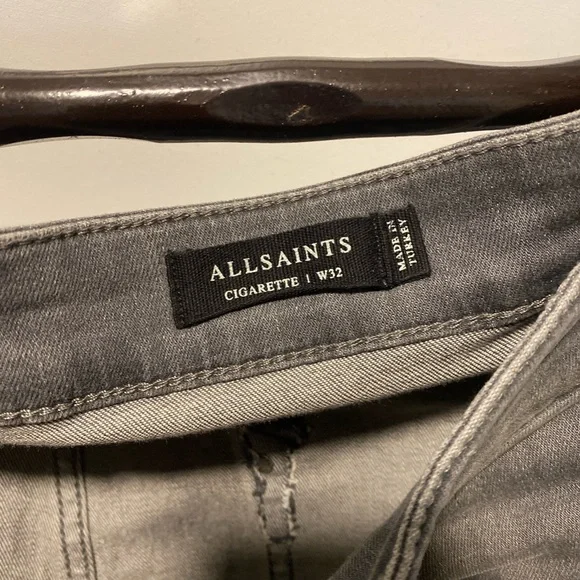 ALLSAINTS
CIGARETTE | W32
MADE IN
TURKEY